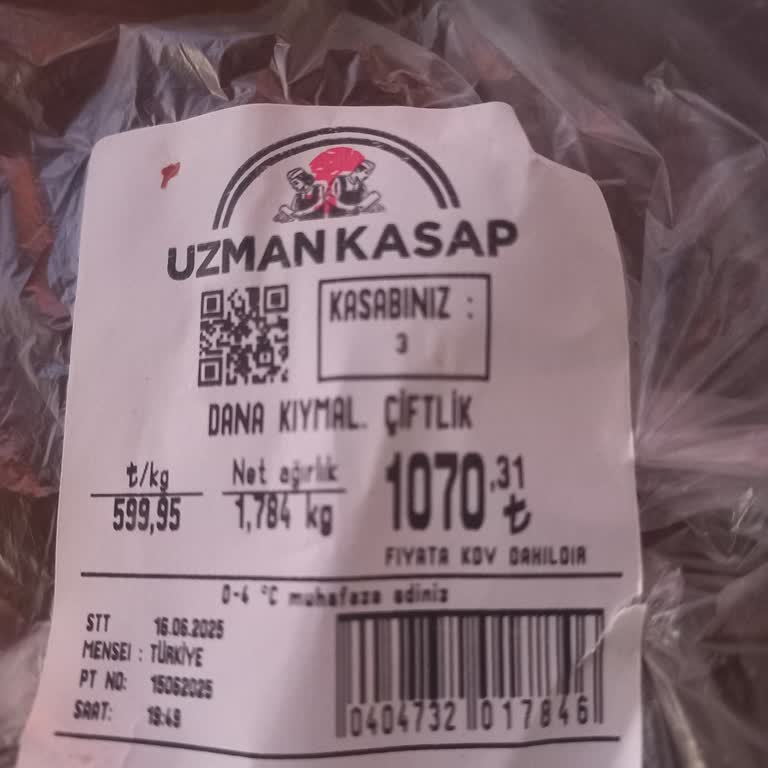 UZMAN KASAP
KASABINIZ :
3
DANA KIYMAL. ÇİFTLİK
₺/kg Net ağırlık 1070,31 ₺
599,95 1,784 kg
FIYATA KDV DAHILDIR
0-4 °C muhafaza ediniz
STT 16.06.2025
MENSEI : TÜRKİYE
PT NO: 15062025
SAAT: 19:49
0404732 017846